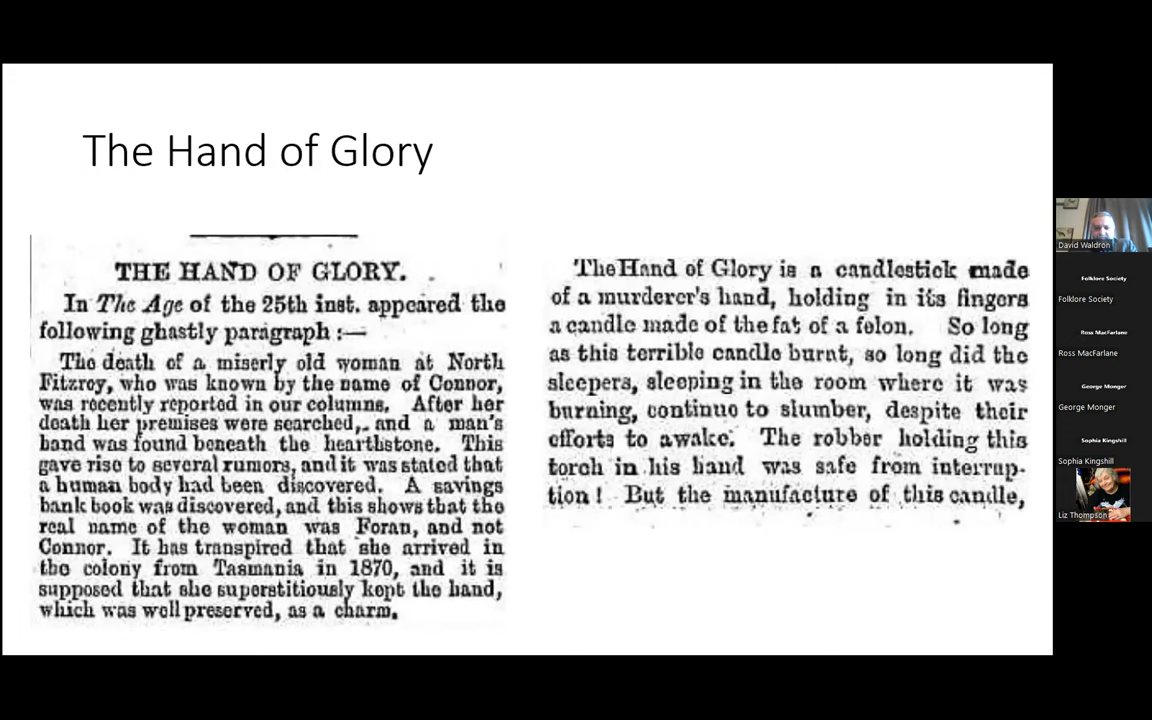 The Hand of Glory
THE HAND OF GLORY.
In The Age of the 25th inst. appeared the
following ghastly paragraph :—
The death of a miserly old woman at North
Fitzroy, who was known by the name of Connor,
was recently reported in our columns. After her
death her premises were searched, and a man's
hand was found beneath the hearthstone. This
gave rise to several rumors, and it was stated that
a human body had been discovered. A savings
bank book was discovered, and this shows that the
real name of the woman was Foran, and not
Connor. It has transpired that she arrived in
the colony from Tasmania in 1870, and it is
supposed that she superstitiously kept the hand,
which was well preserved, as a charm.
The Hand of Glory is a candlestick made
of a murderer's hand, holding in its fingers
a candle made of the fat of a felon. So long
as this terrible candle burnt, so long did the
sleepers, sleeping in the room where it was
burning, continue to slumber, despite their
efforts to awake. The robber holding this
torch in his hand was safe from interrup-
tion! But the manufacture of this candle,
David Waldron
Folklore Society
Folklore Society
Ross MacFarlane
Ross MacFarlane
George Monger
George Monger
Sophia Kingshill
Sophia Kingshill
Liz Thompson